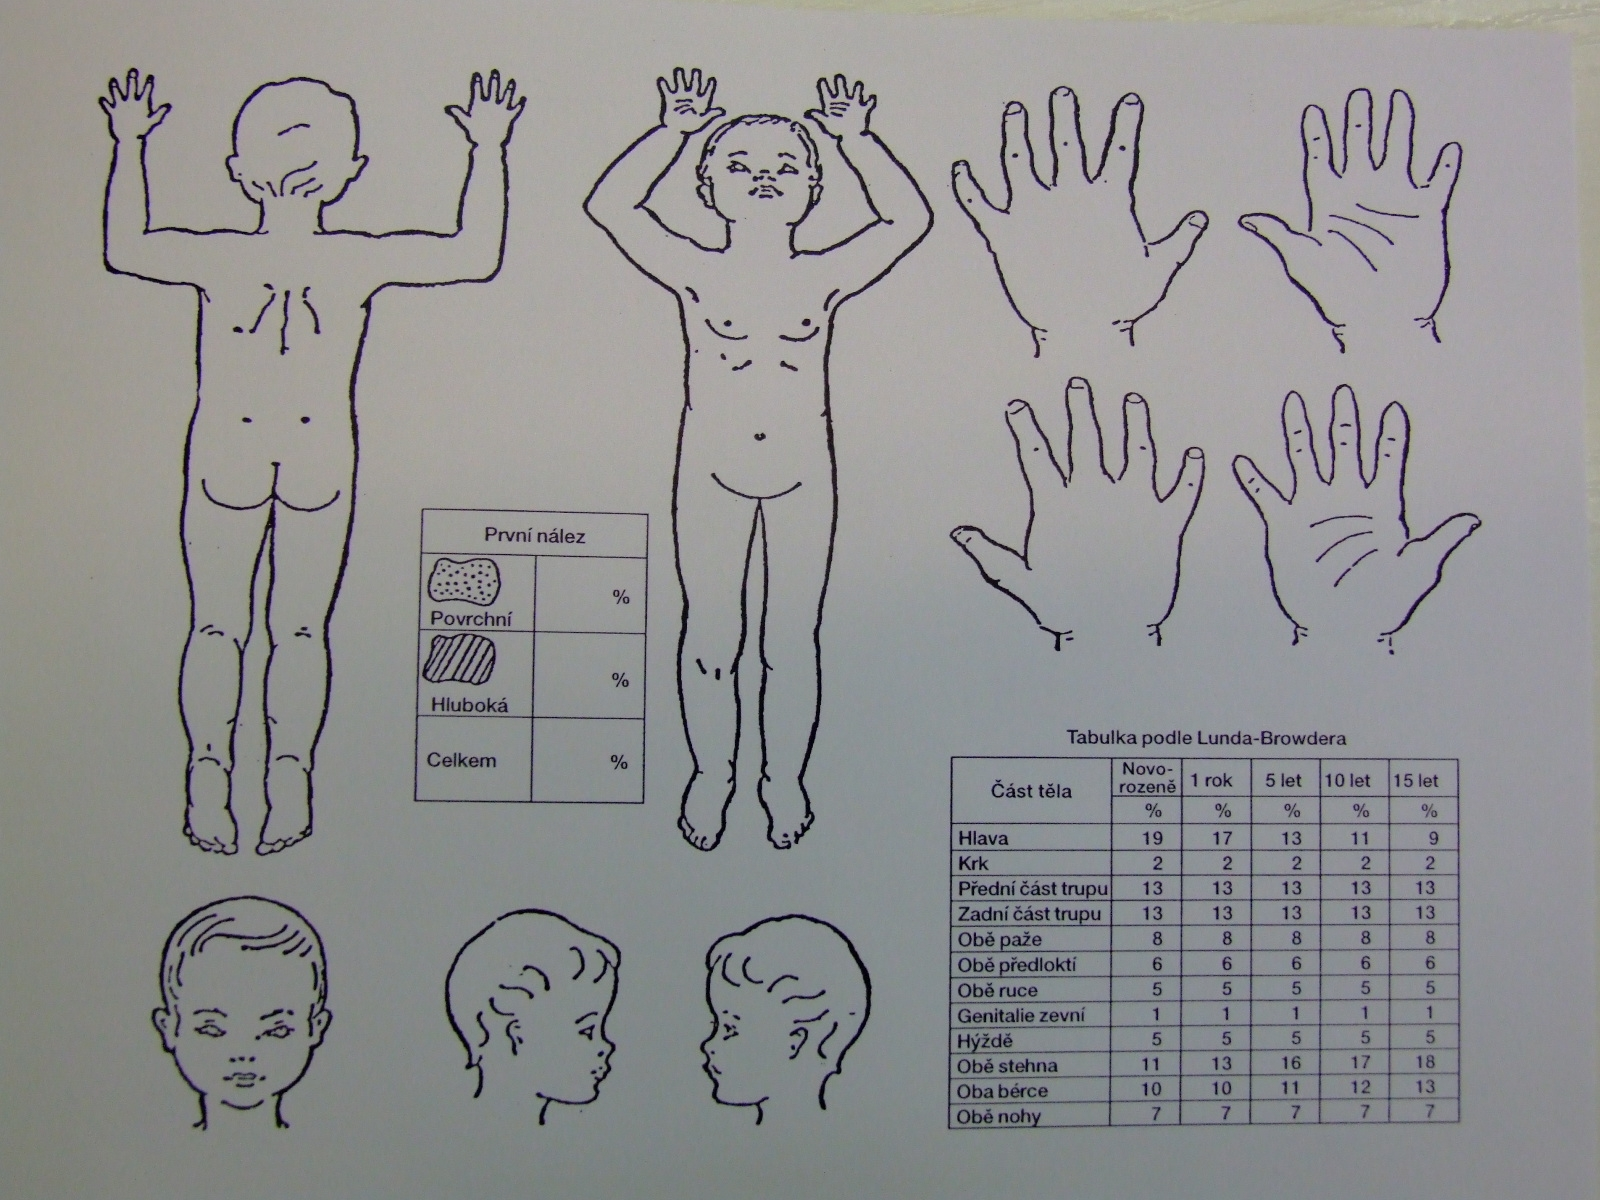 První nález
Povrchní %
Hluboká %
Celkem %
Tabulka podle Lunda-Browdera
Část těla Novo- 1 rok 5 let 10 let 15 let
rozeně
% % % % %
Hlava 19 17 13 11 9
Krk 2 2 2 2 2
Přední část trupu 13 13 13 13 13
Zadní část trupu 13 13 13 13 13
Obě paže 8 8 8 8 8
Obě předloktí 6 6 6 6 6
Obě ruce 5 5 5 5 5
Genitalie zevní 1 1 1 1 1
Hýždě 5 5 5 5 5
Obě stehna 11 13 16 17 18
Oba bérce 10 10 11 12 13
Obě nohy 7 7 7 7 7